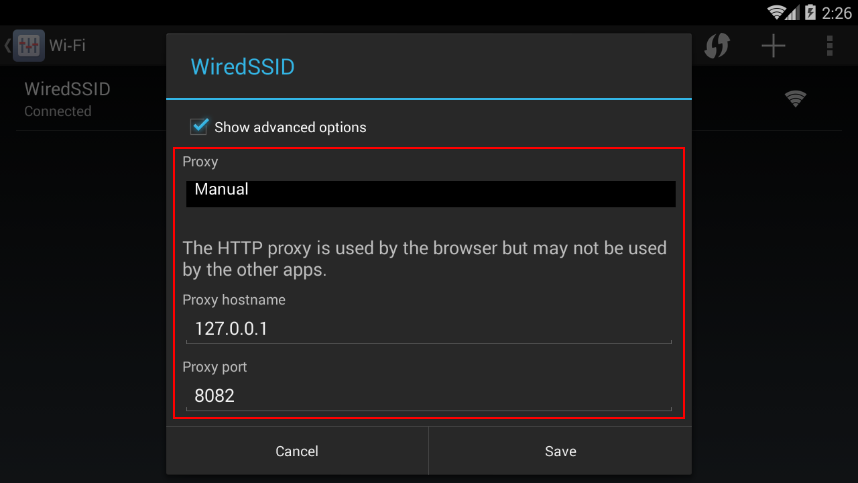 2:26
Wi-Fi
WiredSSID
WiredSSID
Connected
Show advanced options
Proxy
Manual
The HTTP proxy is used by the browser but may not be used
by the other apps.
Proxy hostname
127.0.0.1
Proxy port
8082
Cancel
Save